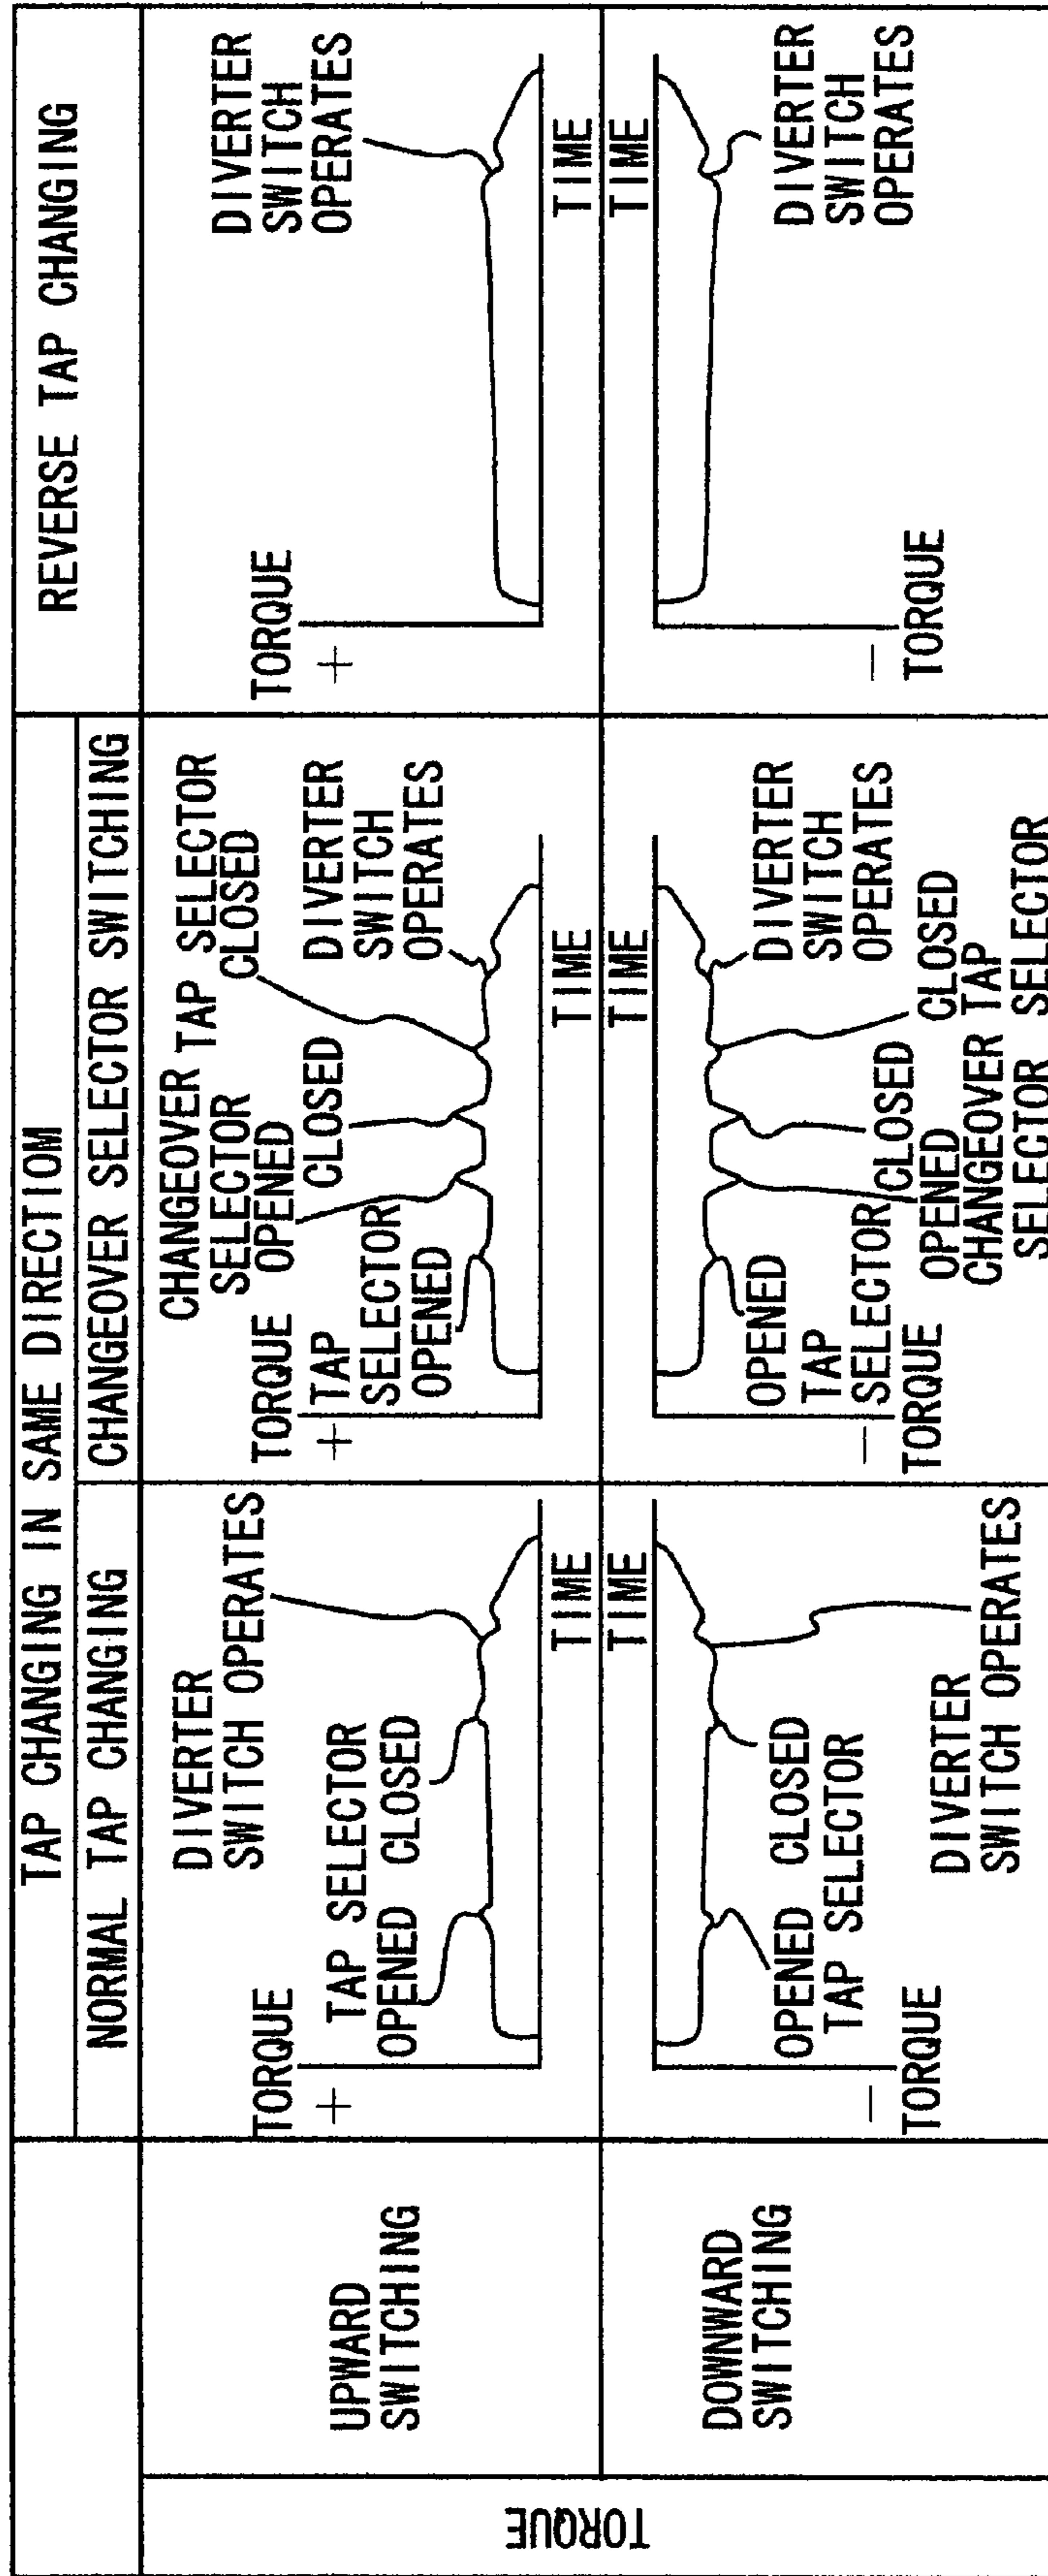 TAP CHANGING IN SAME DIRECTIOM
REVERSE TAP CHANGING
NORMAL TAP CHANGING
CHANGEOVER SELECTOR SWITCHING
TORQUE
UPWARD
SWITCHING
TORQUE
+
DIVERTER
SWITCH OPERATES
TAP SELECTOR
OPENED CLOSED
TIME
TORQUE
+
CHANGEOVER
SELECTOR
OPENED
CLOSED
TAP SELECTOR
CLOSED
TAP
SELECTOR
OPENED
DIVERTER
SWITCH
OPERATES
TIME
TORQUE
+
DIVERTER
SWITCH
OPERATES
TIME
DOWNWARD
SWITCHING
TIME
OPENED CLOSED
TAP SELECTOR
DIVERTER
SWITCH OPERATES
−
TORQUE
TIME
OPENED
TAP
SELECTOR
CLOSED
OPENED
CHANGEOVER
SELECTOR
CLOSED
TAP
SELECTOR
DIVERTER
SWITCH
OPERATES
−
TORQUE
TIME
DIVERTER
SWITCH
OPERATES
−
TORQUE